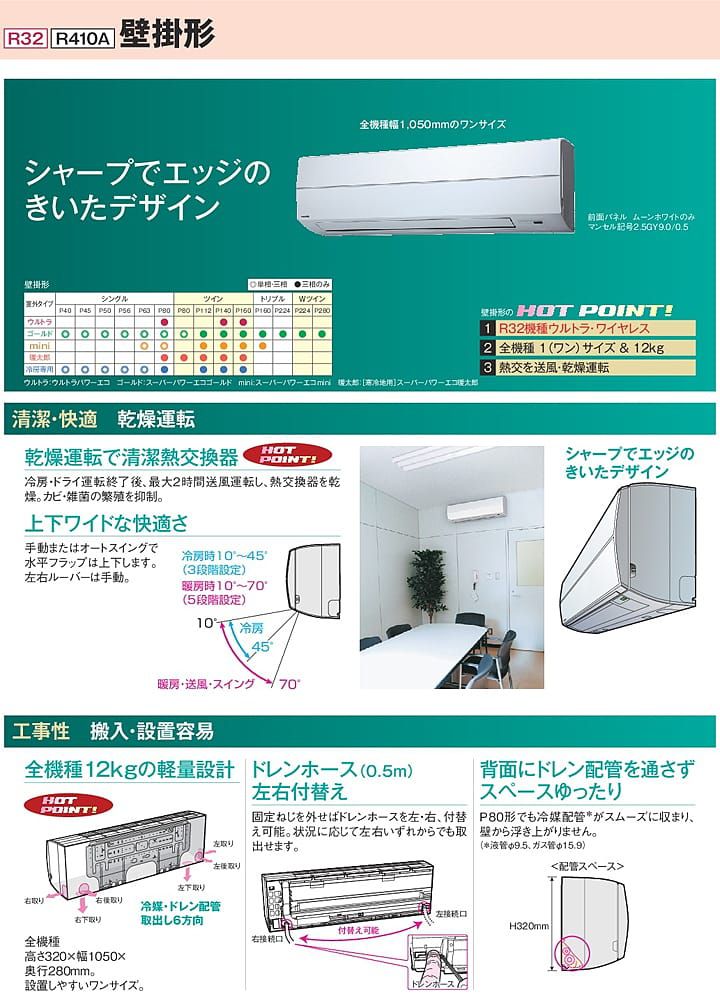 R32 R410A 壁掛形
全機種幅1,050mmのワンサイズ
シャープでエッジの
きいたデザイン
前面パネル ムーンホワイトのみ
マンセル記号2.5GY9.0/0.5
壁掛形 ◎単相・三相 ●三相のみ
室外タイプ シングル ツイン トリプル Wツイン
P40 P45 P50 P56 P63 P80 P80 P112 P140 P160 P160 P224 P224 P280
ウルトラ ● ● ●
ゴールド ◎ ◎ ◎ ◎ ◎ ◎ ◎ ● ● ● ● ● ● ●
mini ◎ ◎ ● ● ● ●
暖太郎 ● ● ● ● ●
冷房専用 ◎ ◎ ◎ ◎ ◎ ◎ ◎ ● ● ●
ウルトラ:ウルトラパワーエコ ゴールド:スーパーパワーエコゴールド mini:スーパーパワーエコmini 暖太郎:[寒冷地用]スーパーパワーエコ暖太郎
壁掛形の HOT POINT!
1 R32機種ウルトラ・ワイヤレス
2 全機種 1(ワン)サイズ & 12kg
3 熱交を送風・乾燥運転
清潔・快適 乾燥運転
乾燥運転で清潔熱交換器 HOT POINT!
冷房・ドライ運転終了後、最大2時間送風運転し、熱交換器を乾
燥。カビ・雑菌の繁殖を抑制。
上下ワイドな快適さ
手動またはオートスイングで
水平フラップは上下します。
左右ルーバーは手動。
冷房時10°〜45°
(3段階設定)
暖房時10°〜70°
(5段階設定)
10°
冷房
45°
暖房・送風・スイング 70°
シャープでエッジの
きいたデザイン
工事性 搬入・設置容易
全機種12kgの軽量設計
HOT POINT!
左取り
左後取り
左下取り
右取り
右後取り
右下取り
冷媒・ドレン配管
取出し6方向
全機種
高さ320×幅1050×
奥行280mm。
設置しやすいワンサイズ。
ドレンホース(0.5m)
左右付替え
固定ねじを外せばドレンホースを左・右、付替
え可能。状況に応じて左右いずれからでも取
出せます。
左接続口
付替え可能
右接続口
ドレンホース
背面にドレン配管を通さず
スペースゆったり
P80形でも冷媒配管*がスムーズに収まり、
壁から浮き上がりません。
(*液管φ9.5、ガス管φ15.9)
<配管スペース>
H320mm